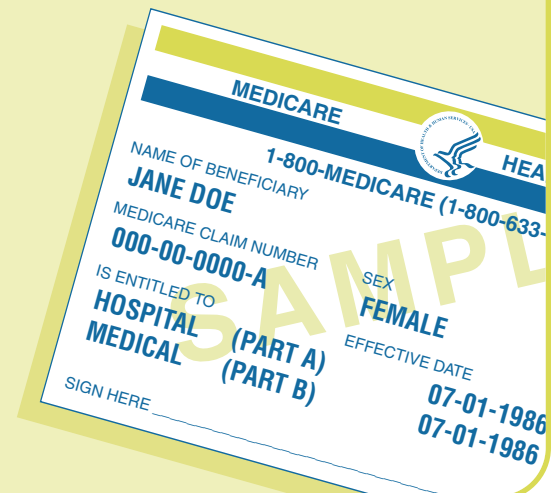 MEDICARE HEA
1-800-MEDICARE (1-800-633-
NAME OF BENEFICIARY
JANE DOE
MEDICARE CLAIM NUMBER
000-00-0000-A
SEX
FEMALE
IS ENTITLED TO
HOSPITAL (PART A)
MEDICAL (PART B)
EFFECTIVE DATE
07-01-1986
07-01-1986
SIGN HERE
SAMPL